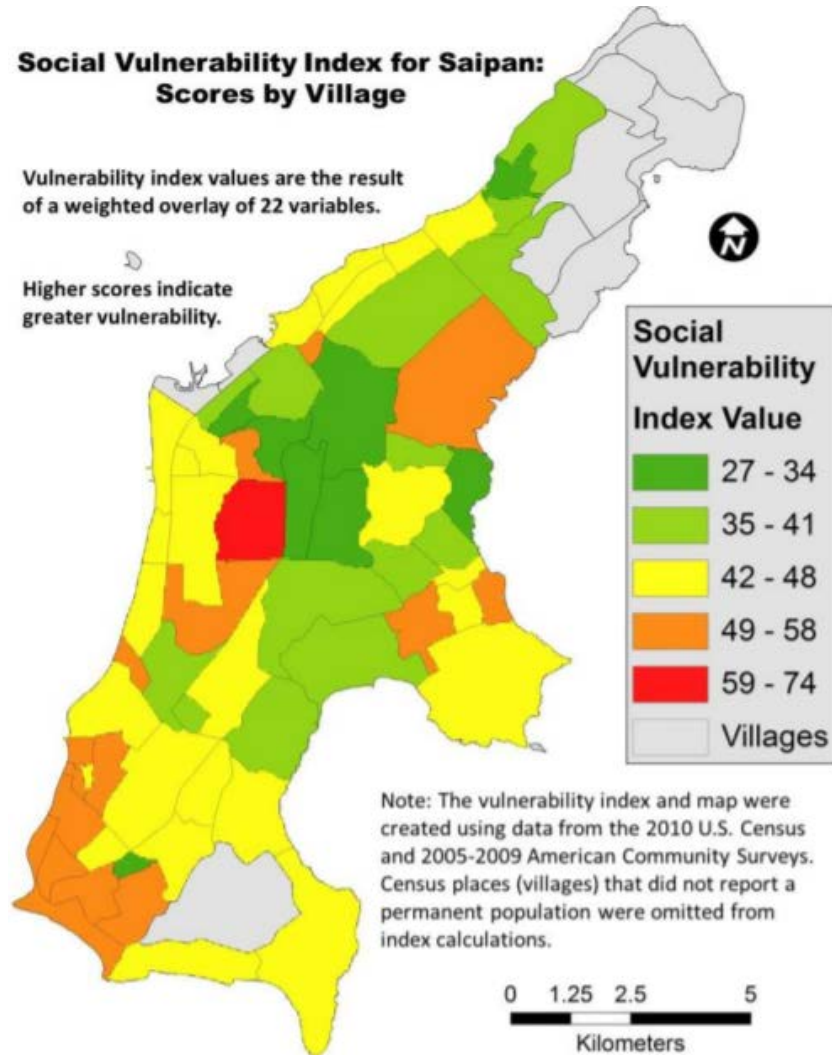 Social Vulnerability Index for Saipan:
Scores by Village
Vulnerability index values are the result
of a weighted overlay of 22 variables.
Higher scores indicate
greater vulnerability.
N
Social
Vulnerability
Index Value
27 - 34
35 - 41
42 - 48
49 - 58
59 - 74
Villages
Note: The vulnerability index and map were
created using data from the 2010 U.S. Census
and 2005-2009 American Community Surveys.
Census places (villages) that did not report a
permanent population were omitted from
index calculations.
0 1.25 2.5 5
Kilometers